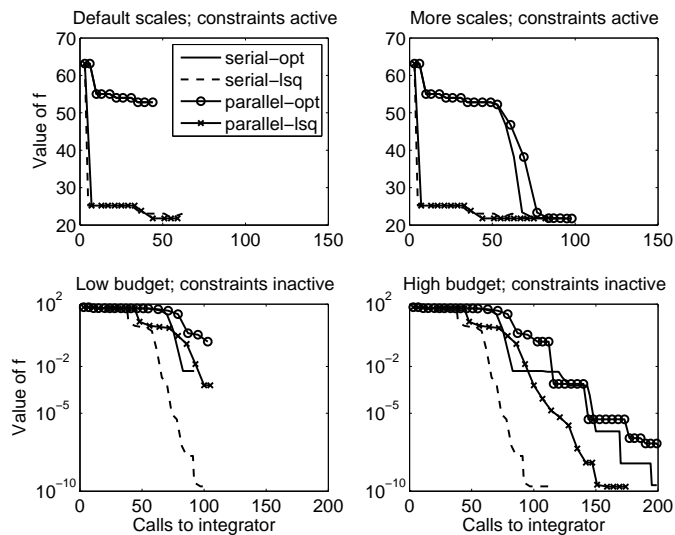 Default scales; constraints active
More scales; constraints active
70
60
50
40
30
20
Value of f
serial−opt
serial−lsq
parallel−opt
parallel−lsq
0 50 100 150
70
60
50
40
30
20
0 50 100 150
Low budget; constraints inactive
High budget; constraints inactive
10^2
10^−2
10^−5
10^−10
Value of f
0 50 100 150 200
Calls to integrator
10^2
10^−2
10^−5
10^−10
0 50 100 150 200
Calls to integrator